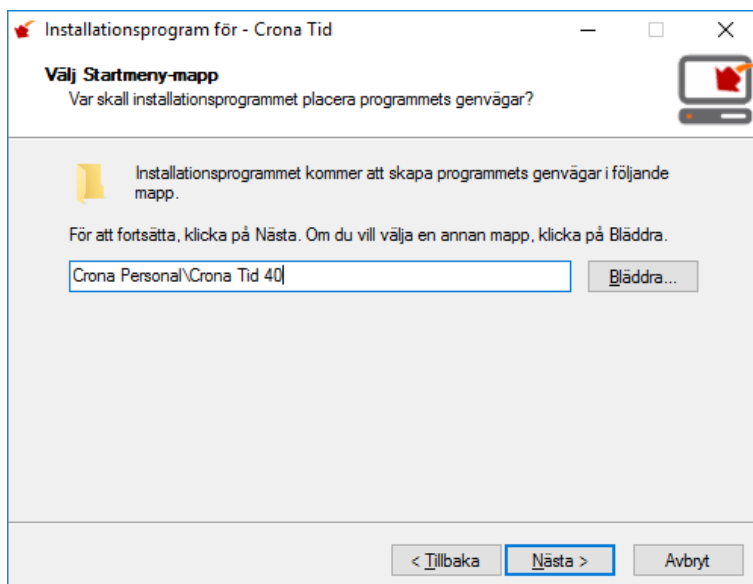 Installationsprogram för - Crona Tid
Välj Startmeny-mapp
Var skall installationsprogrammet placera programmets genvägar?
Installationsprogrammet kommer att skapa programmets genvägar i följande
mapp.
För att fortsätta, klicka på Nästa. Om du vill välja en annan mapp, klicka på Bläddra.
Crona Personal\Crona Tid 40
Bläddra...
< Tillbaka
Nästa >
Avbryt